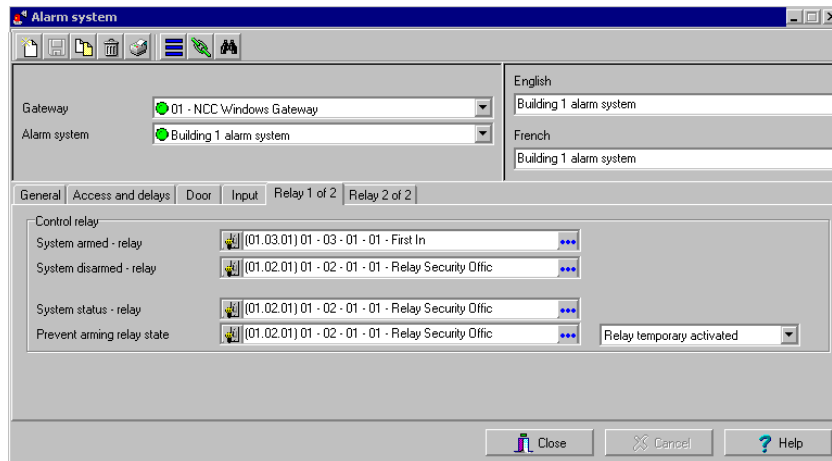 Alarm system
English
Gateway
01 - NCC Windows Gateway
Building 1 alarm system
Alarm system
Building 1 alarm system
French
Building 1 alarm system
General
Access and delays
Door
Input
Relay 1 of 2
Relay 2 of 2
Control relay
System armed - relay
(01.03.01) 01 - 03 - 01 - 01 - First In
System disarmed - relay
(01.02.01) 01 - 02 - 01 - 01 - Relay Security Offic
System status - relay
(01.02.01) 01 - 02 - 01 - 01 - Relay Security Offic
Prevent arming relay state
(01.02.01) 01 - 02 - 01 - 01 - Relay Security Offic
Relay temporary activated
Close
Cancel
Help